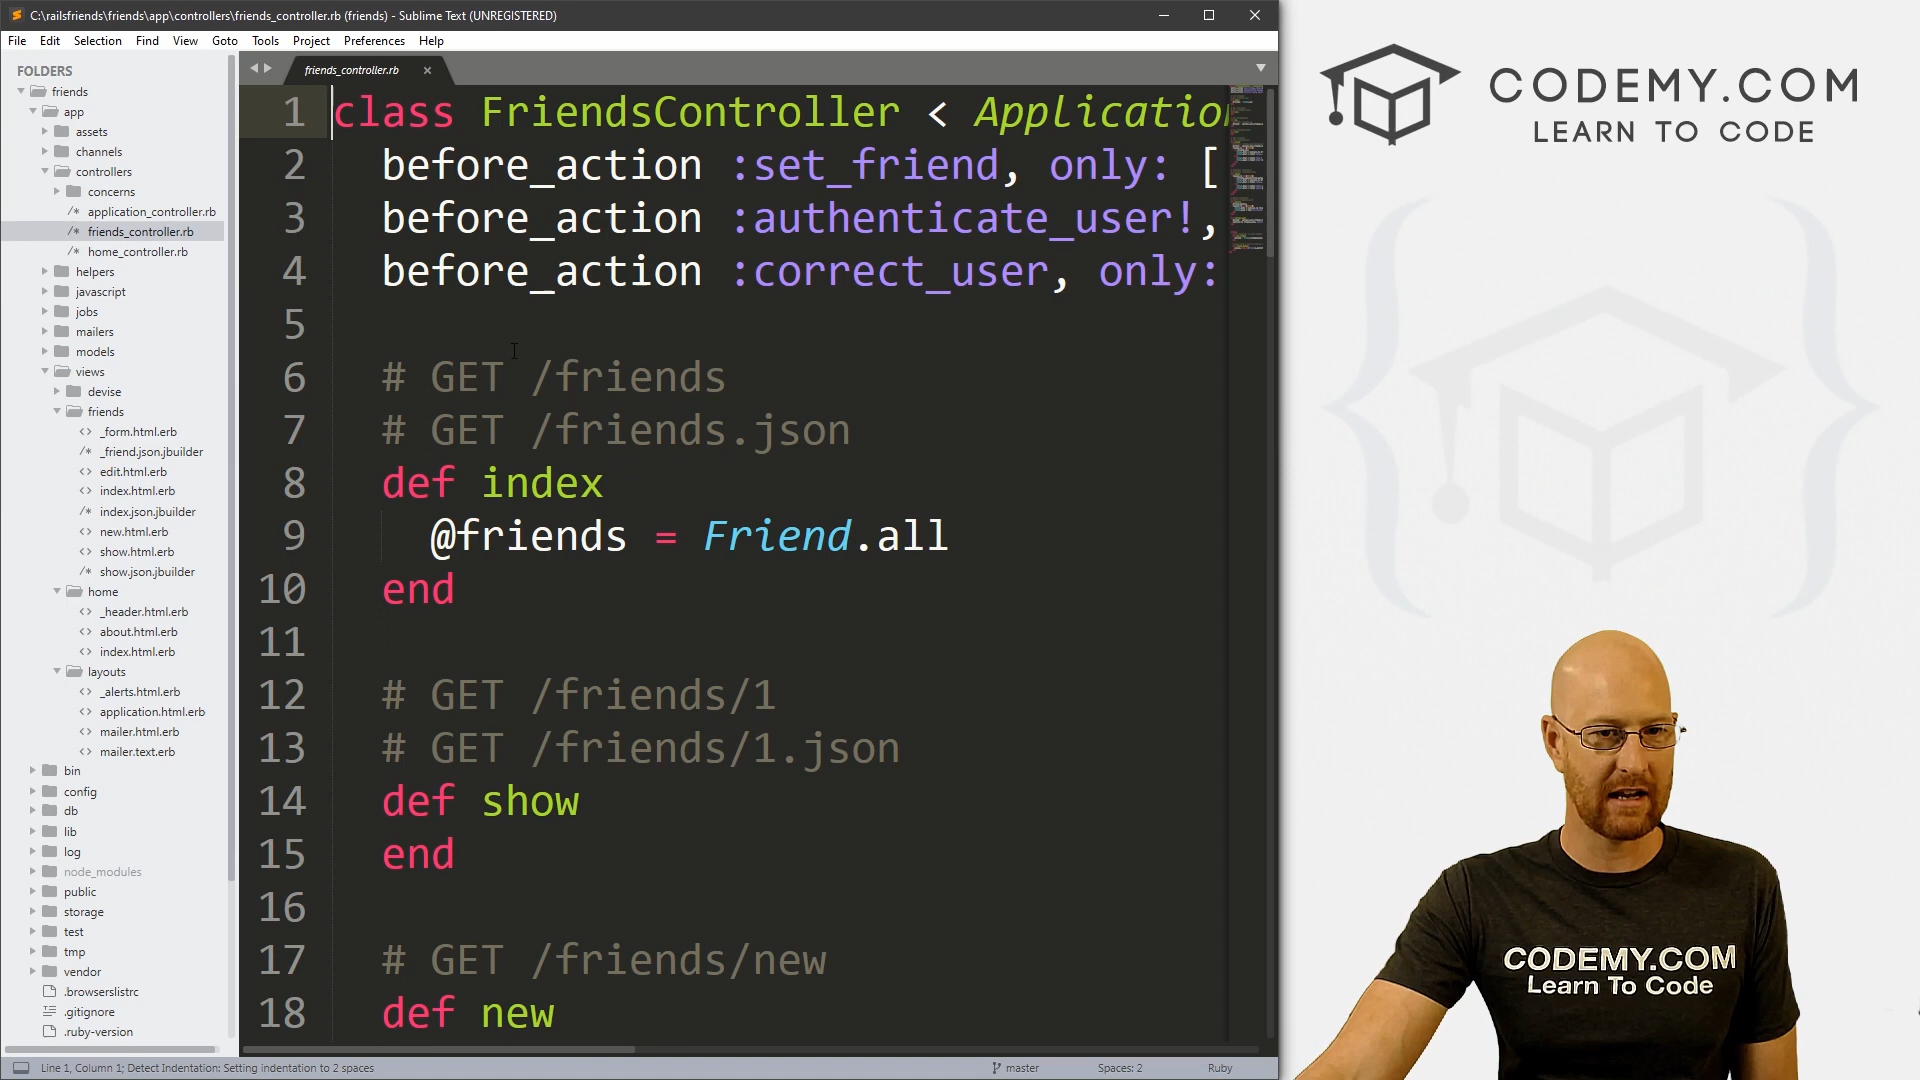 C:\railsfriends\friends\app\controllers\friends_controller.rb (friends) - Sublime Text (UNREGISTERED)
File Edit Selection Find View Goto Tools Project Preferences Help
FOLDERS
friends
app
assets
channels
controllers
concerns
application_controller.rb
friends_controller.rb
home_controller.rb
helpers
javascript
jobs
mailers
models
views
devise
friends
_form.html.erb
_friend.json.jbuilder
edit.html.erb
index.html.erb
index.json.jbuilder
new.html.erb
show.html.erb
show.json.jbuilder
home
_header.html.erb
about.html.erb
index.html.erb
layouts
_alerts.html.erb
application.html.erb
mailer.html.erb
mailer.text.erb
bin
config
db
lib
log
node_modules
public
storage
test
tmp
vendor
.browserslistrc
.gitignore
.ruby-version
friends_controller.rb
1 class FriendsController < Application
2 before_action :set_friend, only: [
3 before_action :authenticate_user!,
4 before_action :correct_user, only:
5
6 # GET /friends
7 # GET /friends.json
8 def index
9 @friends = Friend.all
10 end
11
12 # GET /friends/1
13 # GET /friends/1.json
14 def show
15 end
16
17 # GET /friends/new
18 def new
Line 1, Column 1; Detect Indentation: Setting indentation to 2 spaces
master
Spaces: 2
Ruby
CODEMY.COM
LEARN TO CODE
CODEMY.COM
Learn To Code